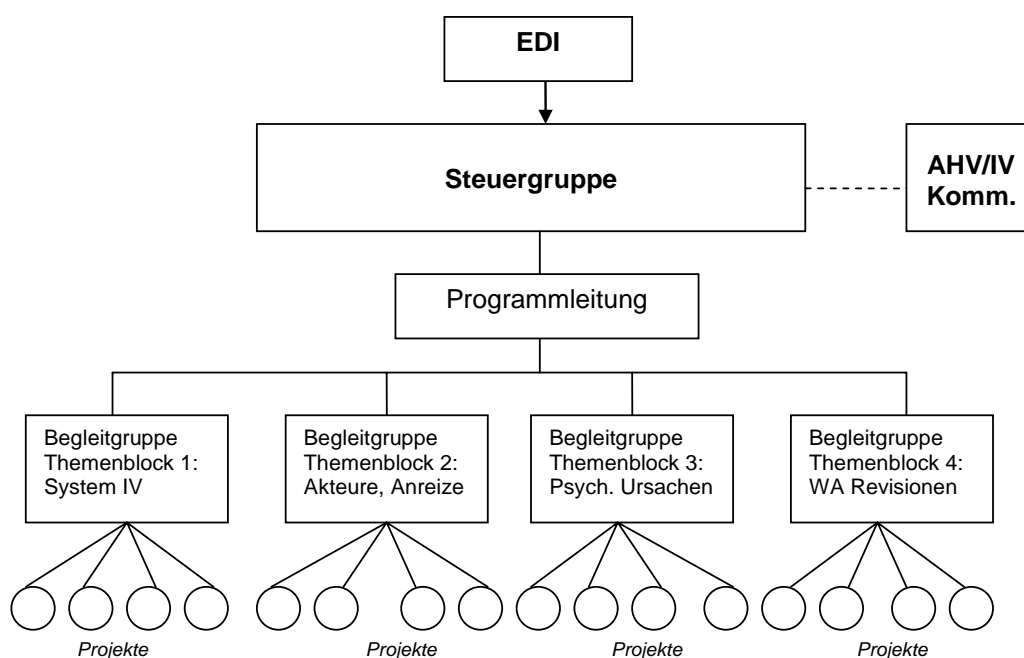 EDI
Steuergruppe
AHV/IV
Komm.
Programmleitung
Begleitgruppe
Themenblock 1:
System IV
Begleitgruppe
Themenblock 2:
Akteure, Anreize
Begleitgruppe
Themenblock 3:
Psych. Ursachen
Begleitgruppe
Themenblock 4:
WA Revisionen
Projekte
Projekte
Projekte
Projekte